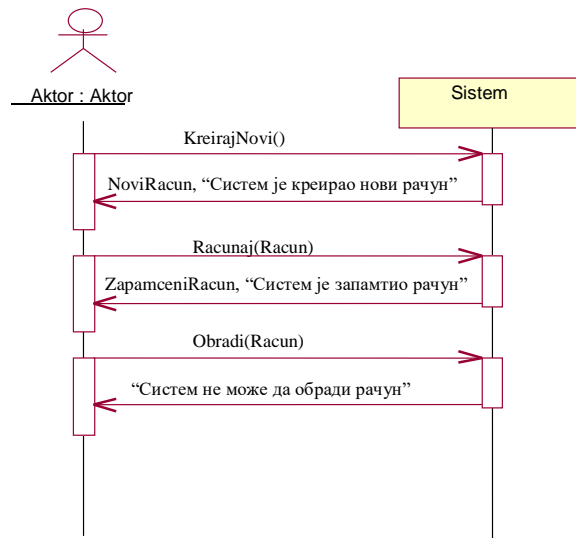 Aktor : Aktor
Sistem
KreirajNovi()
NoviRacun, “Систем је креирао нови рачун”
Racunaj(Racun)
ZapamceniRacun, “Систем је запамтио рачун”
Obradi(Racun)
“Систем не може да обради рачун”